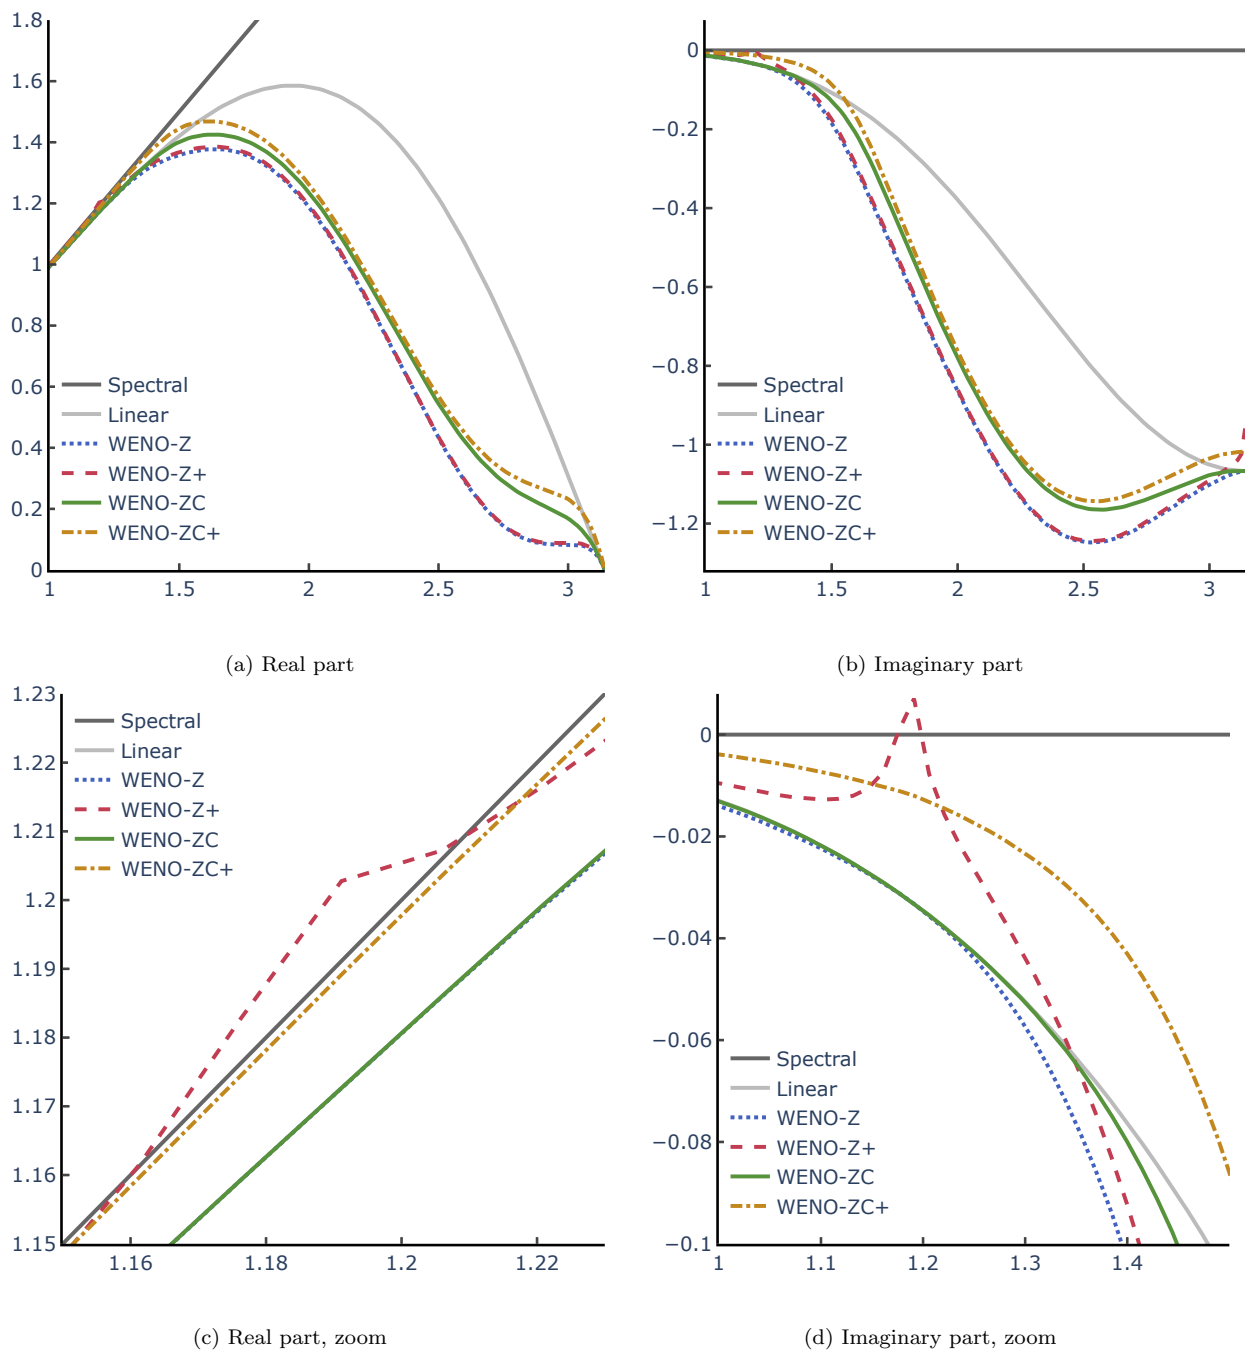 1.8
1.6
1.4
1.2
1
0.8
0.6
0.4
0.2
0
Spectral
Linear
WENO-Z
WENO-Z+
WENO-ZC
WENO-ZC+
1 1.5 2 2.5 3
(a) Real part
0
−0.2
−0.4
−0.6
−0.8
−1
−1.2
Spectral
Linear
WENO-Z
WENO-Z+
WENO-ZC
WENO-ZC+
1 1.5 2 2.5 3
(b) Imaginary part
1.23
1.22
1.21
1.2
1.19
1.18
1.17
1.16
1.15
Spectral
Linear
WENO-Z
WENO-Z+
WENO-ZC
WENO-ZC+
1.16 1.18 1.2 1.22
(c) Real part, zoom
0
−0.02
−0.04
−0.06
−0.08
−0.1
Spectral
Linear
WENO-Z
WENO-Z+
WENO-ZC
WENO-ZC+
1 1.1 1.2 1.3 1.4
(d) Imaginary part, zoom